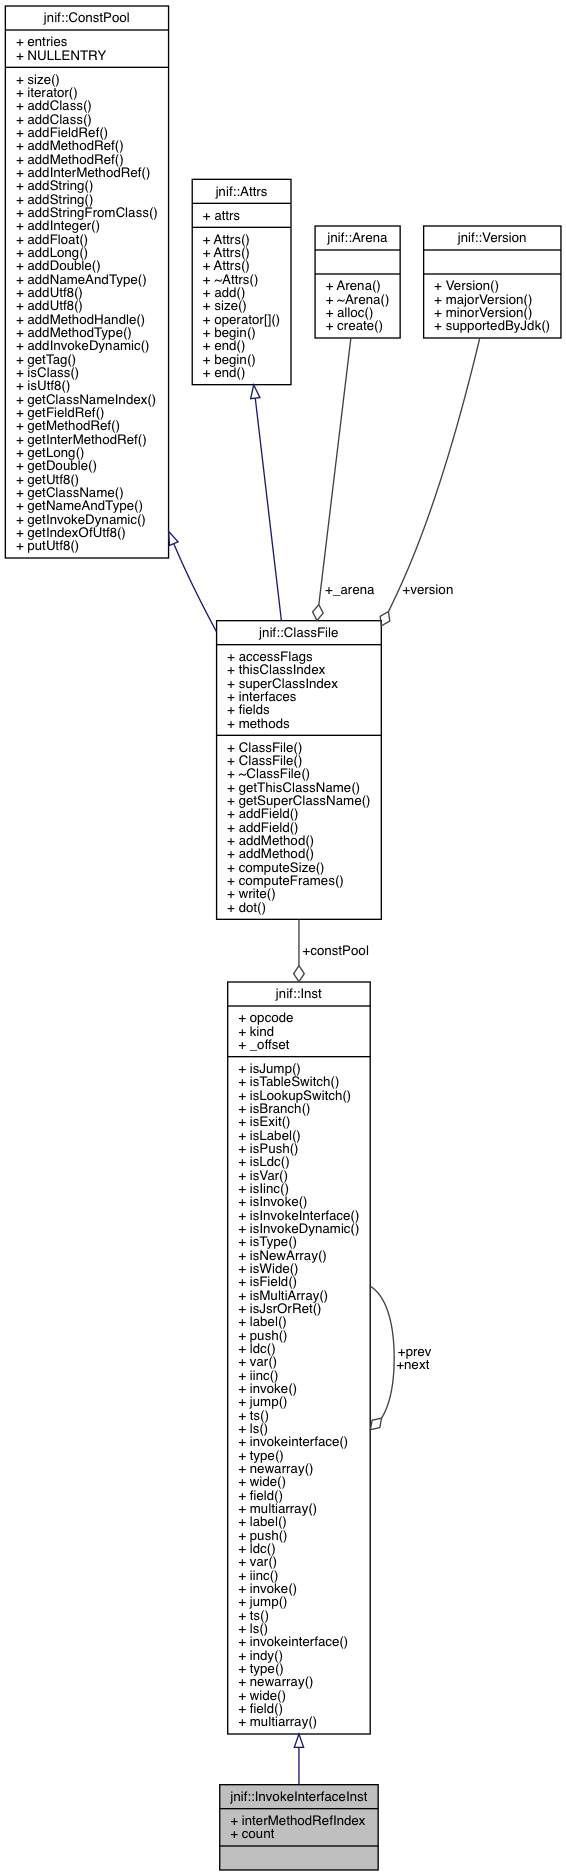 jnif::ConstPool
+ entries
+ NULLENTRY
+ size()
+ iterator()
+ addClass()
+ addClass()
+ addFieldRef()
+ addMethodRef()
+ addMethodRef()
+ addInterMethodRef()
+ addString()
+ addString()
+ addStringFromClass()
+ addInteger()
+ addFloat()
+ addLong()
+ addDouble()
+ addNameAndType()
+ addUtf8()
+ addUtf8()
+ addMethodHandle()
+ addMethodType()
+ addInvokeDynamic()
+ getTag()
+ isClass()
+ isUtf8()
+ getClassNameIndex()
+ getFieldRef()
+ getMethodRef()
+ getInterMethodRef()
+ getLong()
+ getDouble()
+ getUtf8()
+ getClassName()
+ getNameAndType()
+ getInvokeDynamic()
+ getIndexOfUtf8()
+ putUtf8()
jnif::Attrs
+ attrs
+ Attrs()
+ Attrs()
+ Attrs()
+ ~Attrs()
+ add()
+ size()
+ operator[]()
+ begin()
+ end()
+ begin()
+ end()
jnif::Arena
+ Arena()
+ ~Arena()
+ alloc()
+ create()
jnif::Version
+ Version()
+ majorVersion()
+ minorVersion()
+ supportedByJdk()
+_arena
+version
jnif::ClassFile
+ accessFlags
+ thisClassIndex
+ superClassIndex
+ interfaces
+ fields
+ methods
+ ClassFile()
+ ClassFile()
+ ~ClassFile()
+ getThisClassName()
+ getSuperClassName()
+ addField()
+ addField()
+ addMethod()
+ addMethod()
+ computeSize()
+ computeFrames()
+ write()
+ dot()
+constPool
jnif::Inst
+ opcode
+ kind
+ _offset
+ isJump()
+ isTableSwitch()
+ isLookupSwitch()
+ isBranch()
+ isExit()
+ isLabel()
+ isPush()
+ isLdc()
+ isVar()
+ isIinc()
+ isInvoke()
+ isInvokeInterface()
+ isInvokeDynamic()
+ isType()
+ isNewArray()
+ isWide()
+ isField()
+ isMultiArray()
+ isJsrOrRet()
+ label()
+ push()
+ ldc()
+ var()
+ iinc()
+ invoke()
+ jump()
+ ts()
+ ls()
+ invokeinterface()
+ type()
+ newarray()
+ wide()
+ field()
+ multiarray()
+ label()
+ push()
+ ldc()
+ var()
+ iinc()
+ invoke()
+ jump()
+ ts()
+ ls()
+ invokeinterface()
+ indy()
+ type()
+ newarray()
+ wide()
+ field()
+ multiarray()
+prev
+next
jnif::InvokeInterfaceInst
+ interMethodRefIndex
+ count